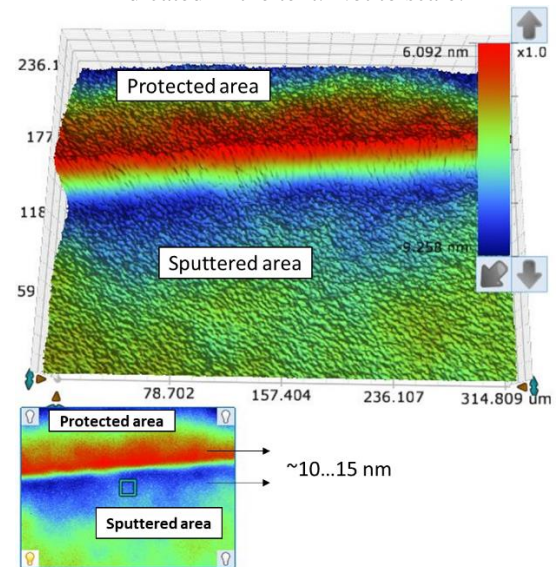 6.092 nm
x1.0
236.1
Protected area
177
118
9.258 nm
Sputtered area
59
78.702
157.404
236.107
314.809 um
Protected area
~10...15 nm
Sputtered area